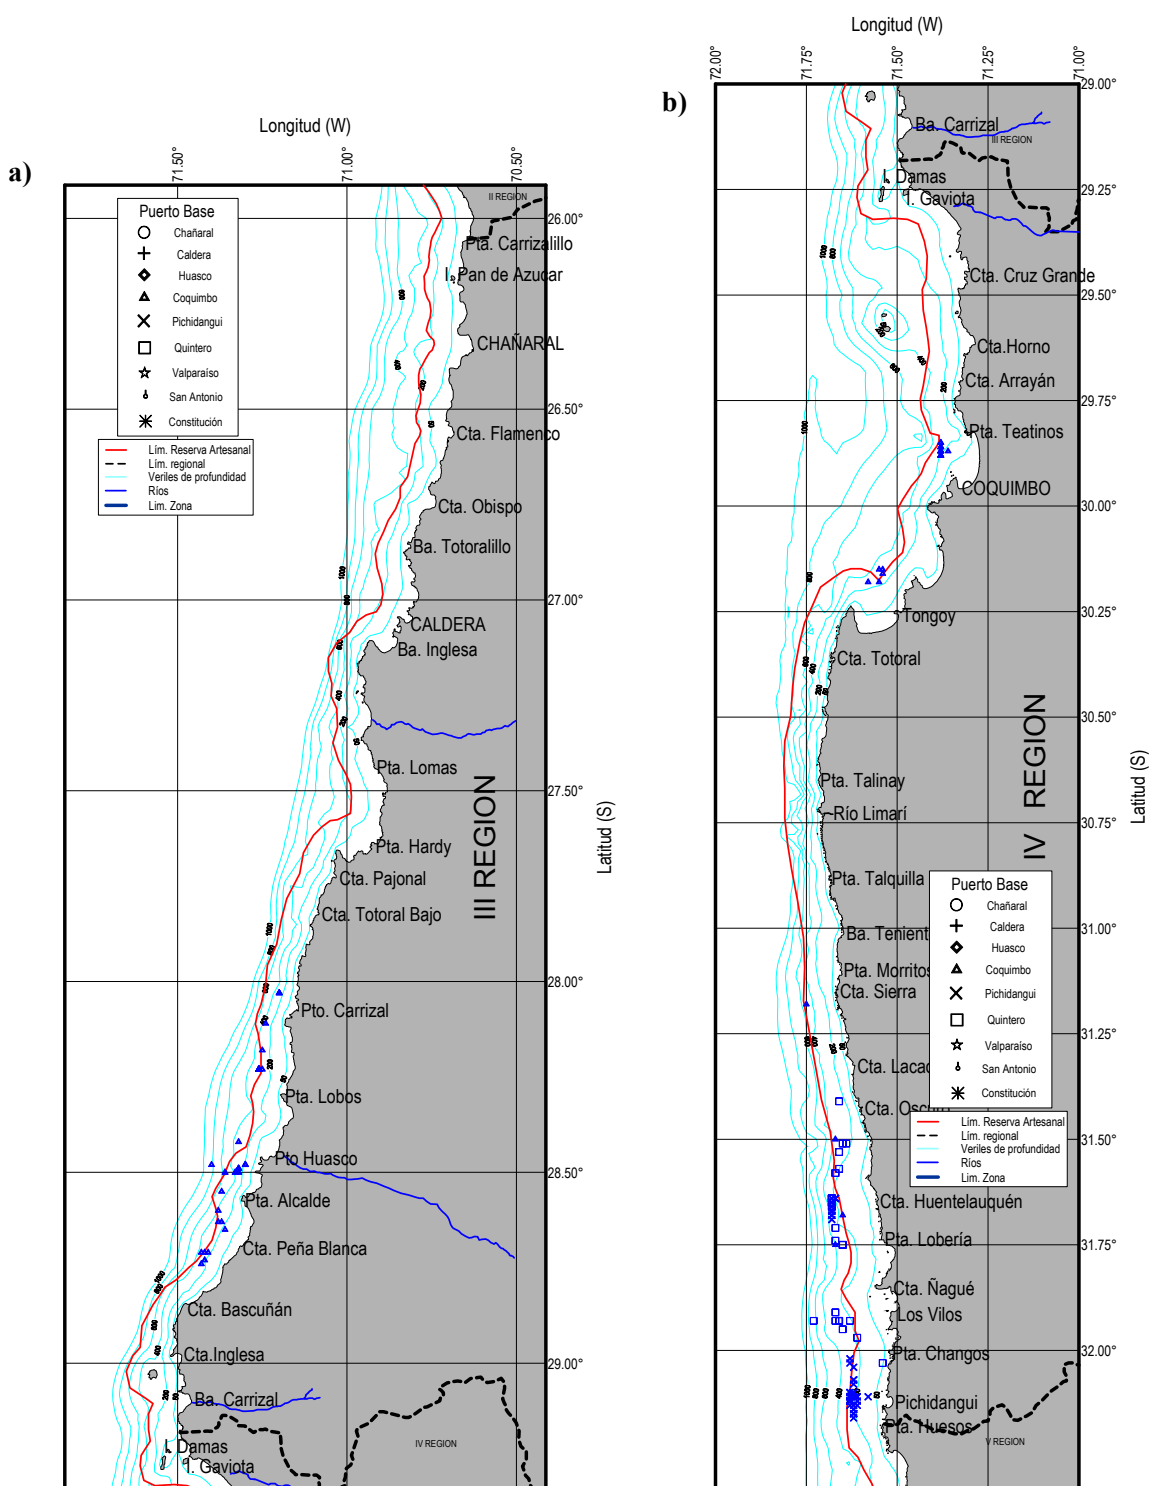 a)
Longitud (W)
71.50°
71.00°
70.50°
Puerto Base
Chañaral
Caldera
Huasco
Coquimbo
Pichidangui
Quintero
Valparaíso
San Antonio
Constitución
Lím. Reserva Artesanal
Lím. regional
Veriles de profundidad
Ríos
Lim. Zona
II REGION
Pta. Carrizalillo
I. Pan de Azucar
CHAÑARAL
Cta. Flamenco
Cta. Obispo
Ba. Totoralillo
CALDERA
Ba. Inglesa
Pta. Lomas
Pta. Hardy
Cta. Pajonal
Cta. Totoral Bajo
Pto. Carrizal
Pta. Lobos
Pto Huasco
Pta. Alcalde
Cta. Peña Blanca
Cta. Bascuñán
Cta.Inglesa
Ba. Carrizal
I. Damas
I. Gaviota
III REGION
IV REGION
26.00°
26.50°
27.00°
27.50°
28.00°
28.50°
29.00°
Latitud (S)
b)
Longitud (W)
72.00°
71.75°
71.50°
71.25°
71.00°
Ba. Carrizal
III REGION
I. Damas
I. Gaviota
Cta. Cruz Grande
Cta.Horno
Cta. Arrayán
Pta. Teatinos
COQUIMBO
Tongoy
Cta. Totoral
Pta. Talinay
Río Limarí
Pta. Talquilla
Ba. Tenient
Pta. Morritos
Cta. Sierra
Cta. Lacac
Cta. Oscuro
Cta. Huentelauquén
Pta. Lobería
Cta. Ñagué
Los Vilos
Pta. Changos
Pichidangui
Pta. Huesos
IV REGION
V REGION
Puerto Base
Chañaral
Caldera
Huasco
Coquimbo
Pichidangui
Quintero
Valparaíso
San Antonio
Constitución
Lím. Reserva Artesanal
Lím. regional
Veriles de profundidad
Ríos
Lim. Zona
29.00°
29.25°
29.50°
29.75°
30.00°
30.25°
30.50°
30.75°
31.00°
31.25°
31.50°
31.75°
32.00°
Latitud (S)